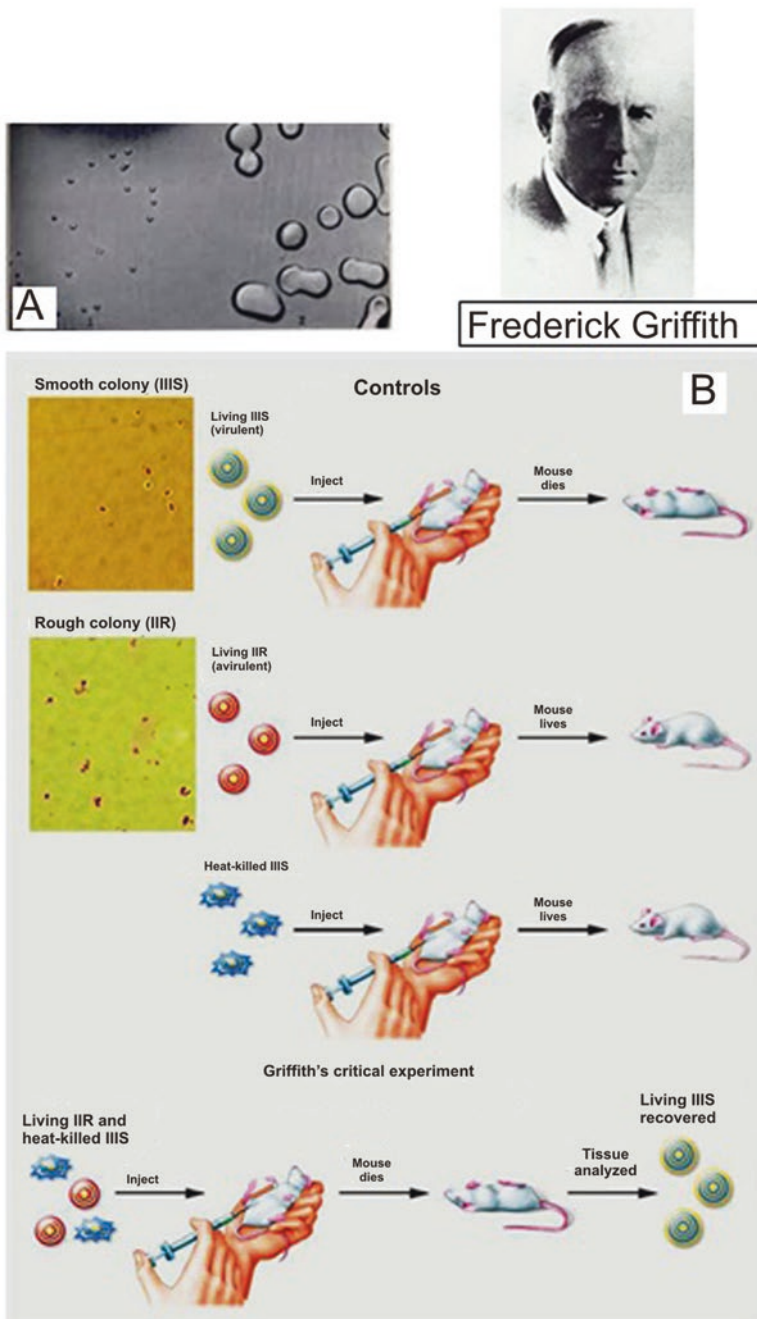 A
Frederick Griffith
B
Smooth colony (IIIS)
Controls
Living IIIS
(virulent)
Inject
Mouse
dies
Rough colony (IIR)
Living IIR
(avirulent)
Inject
Mouse
lives
Heat-killed IIIS
Inject
Mouse
lives
Griffith's critical experiment
Living IIR and
heat-killed IIIS
Inject
Mouse
dies
Tissue
analyzed
Living IIIS
recovered